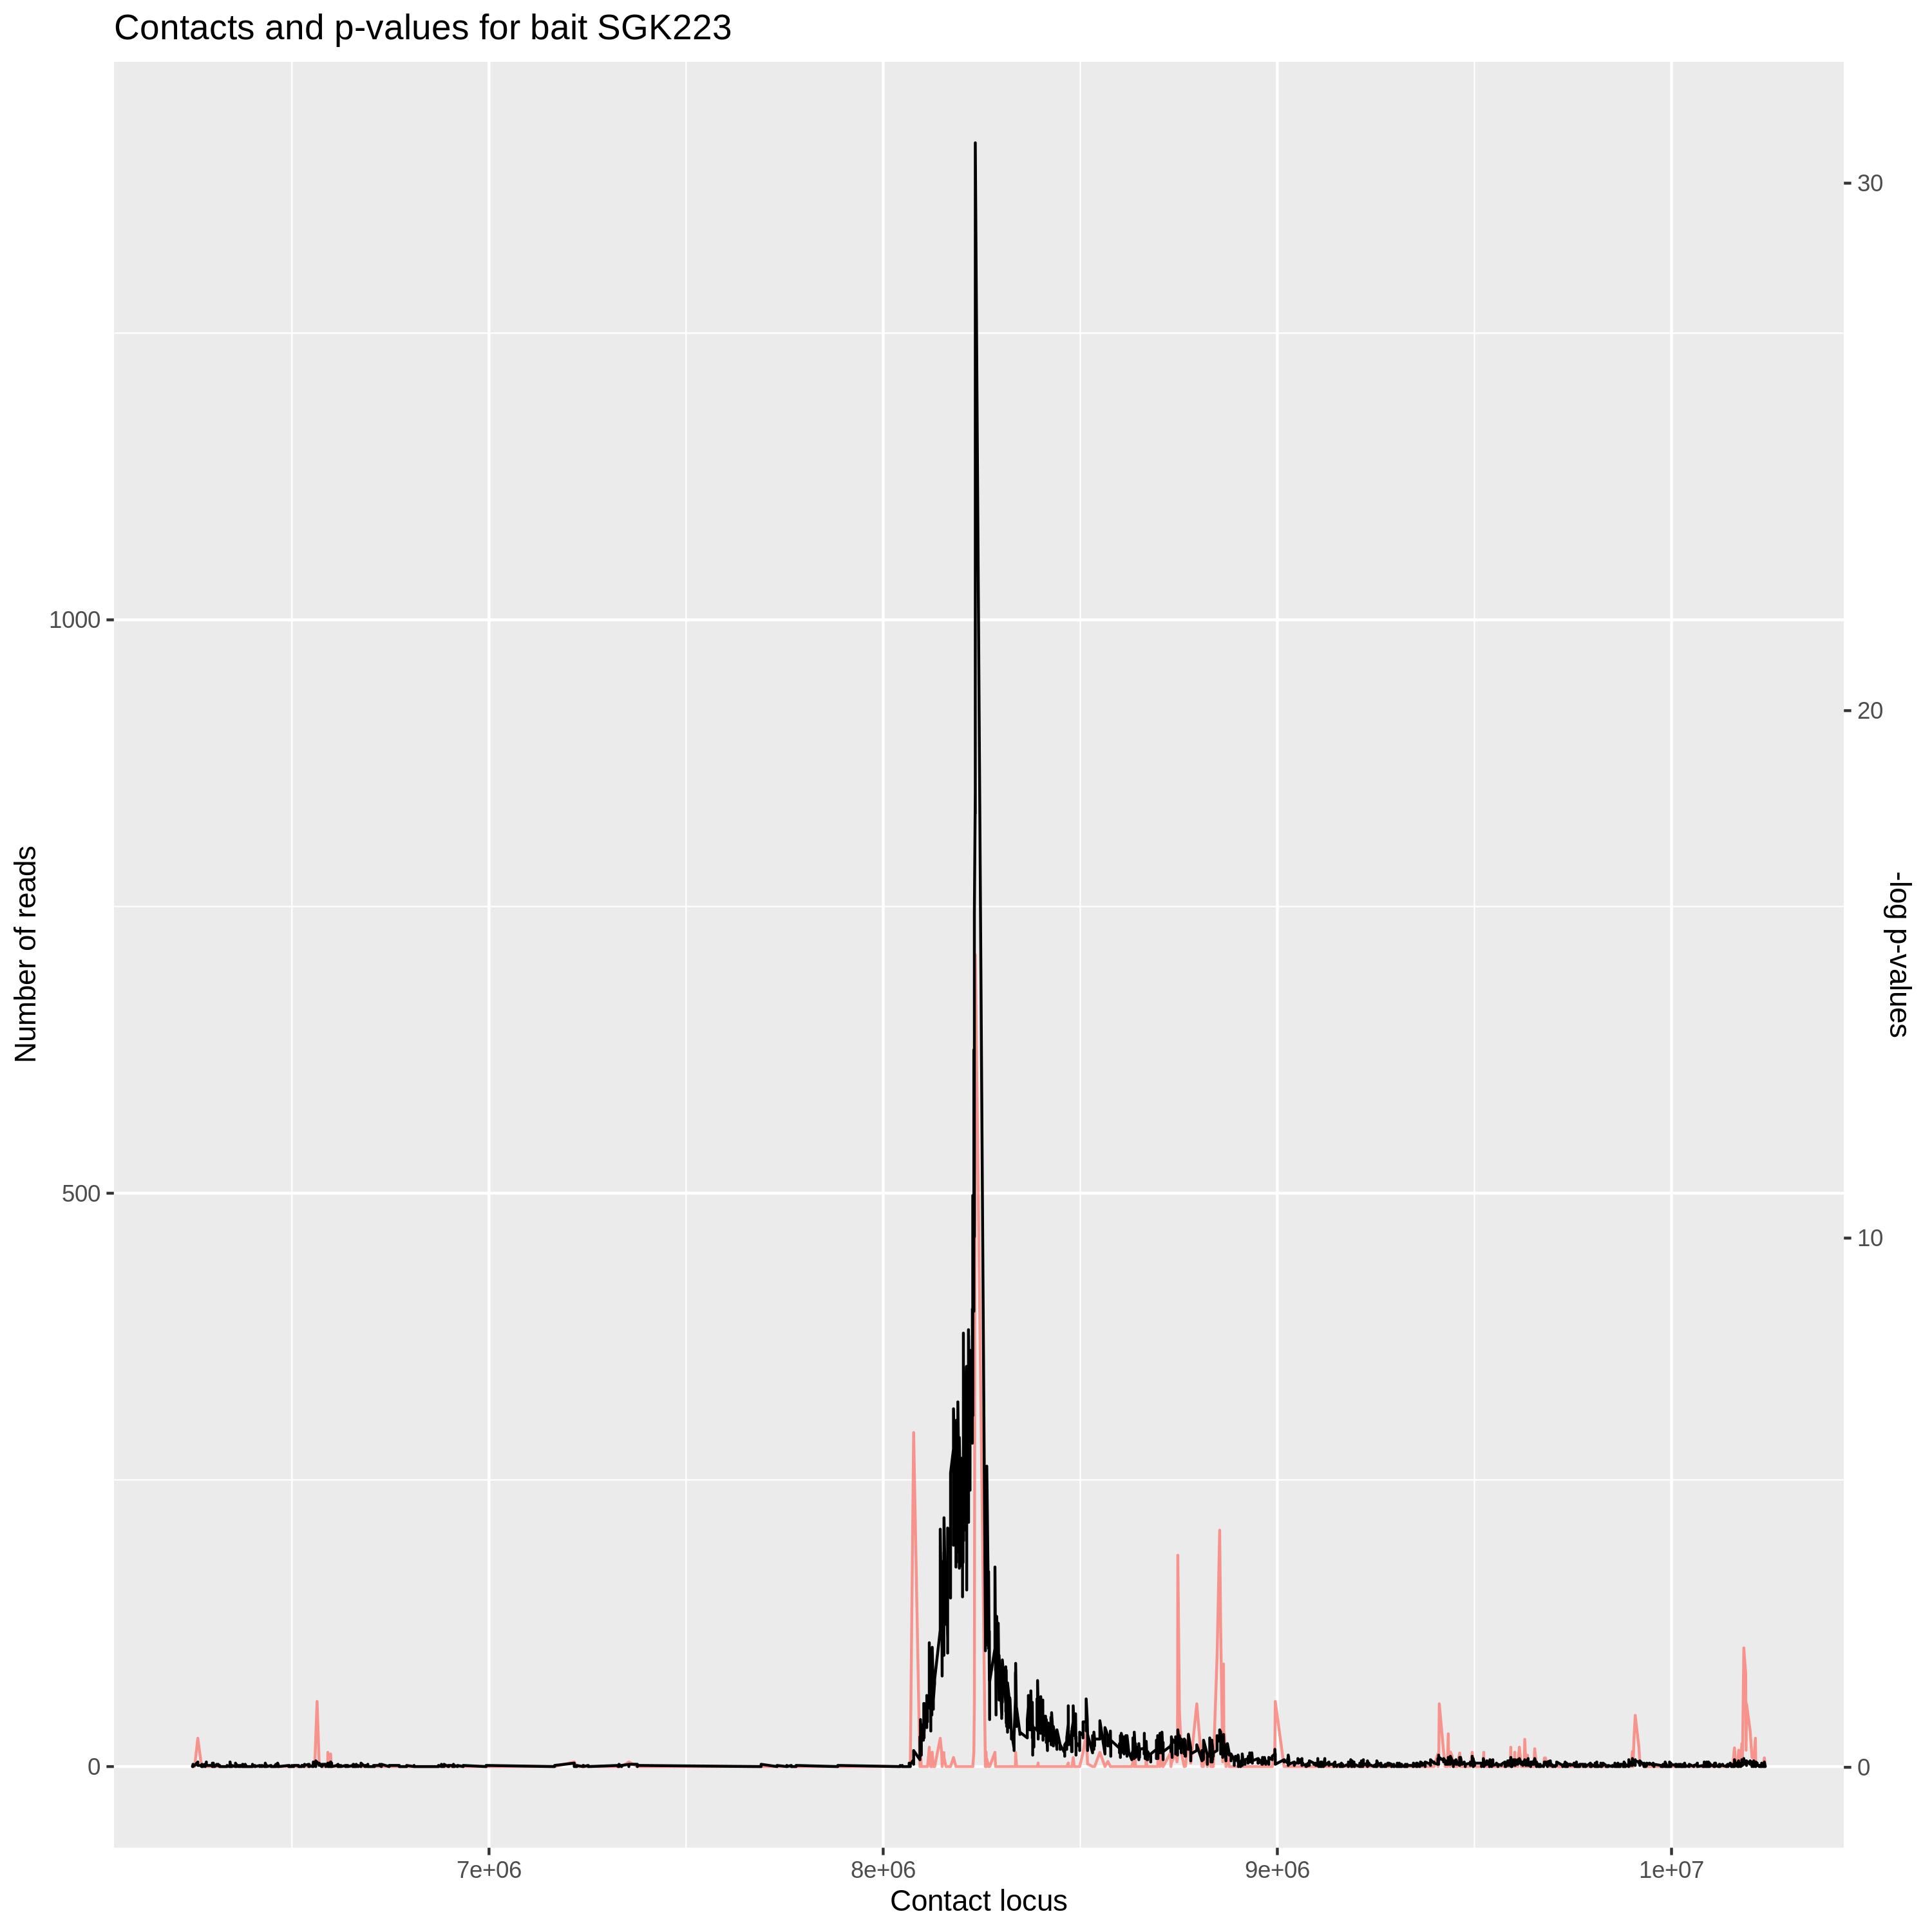 Contacts and p-values for bait SGK223
Number of reads
1000
500
0
30
20
10
0
-log p-values
7e+06
8e+06
9e+06
1e+07
Contact locus